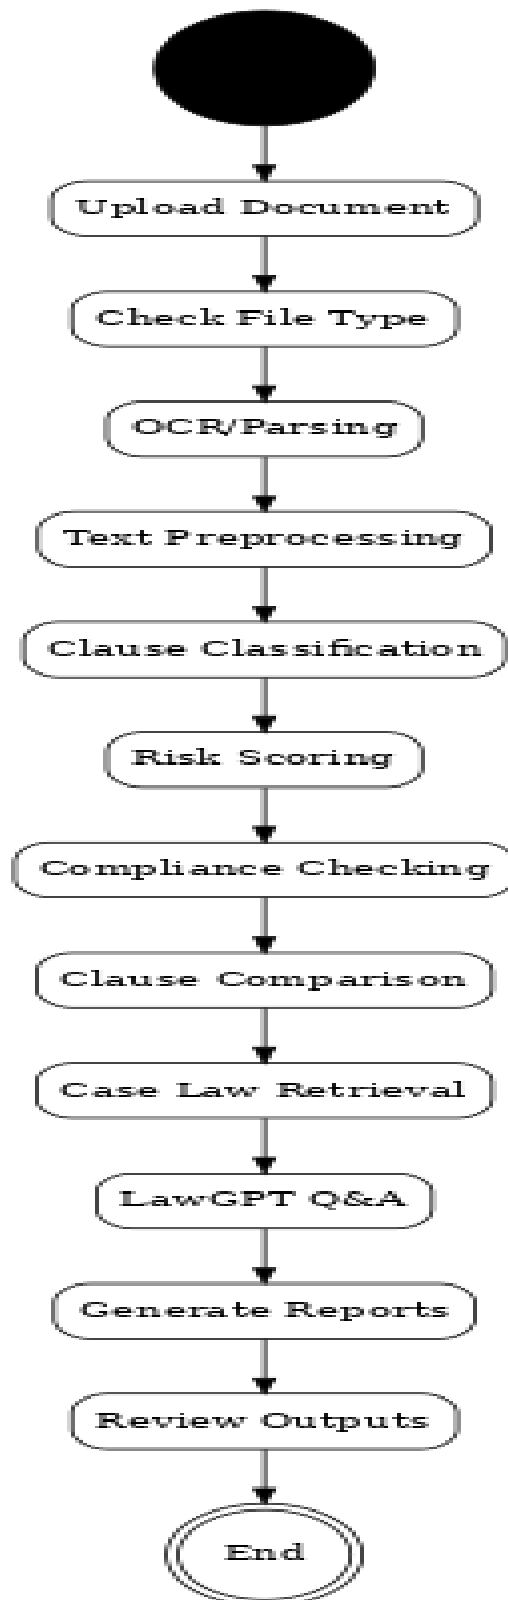 Upload Document
Check File Type
OCR/Parsing
Text Preprocessing
Clause Classification
Risk Scoring
Compliance Checking
Clause Comparison
Case Law Retrieval
LawGPT Q&A
Generate Reports
Review Outputs
End